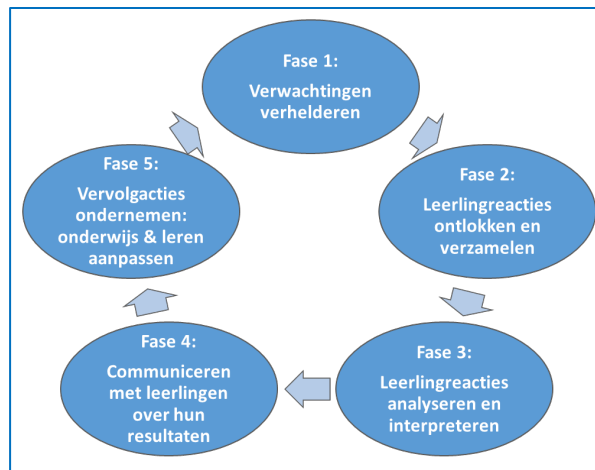 Fase 1:
Verwachtingen
verhelderen
Fase 2:
Leerlingreacties
ontlokken en
verzamelen
Fase 3:
Leerlingreacties
analyseren en
interpreteren
Fase 4:
Communiceren
met leerlingen
over hun
resultaten
Fase 5:
Vervolgacties
ondernemen:
onderwijs & leren
aanpassen